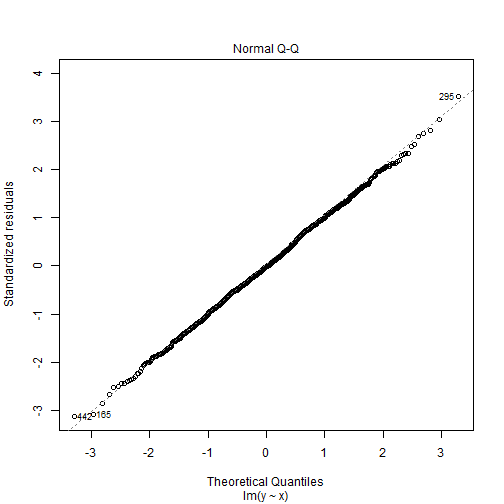 Normal Q-Q
Standardized residuals
4
3
2
1
0
-1
-2
-3
295
442
165
-3 -2 -1 0 1 2 3
Theoretical Quantiles
lm(y ~ x)